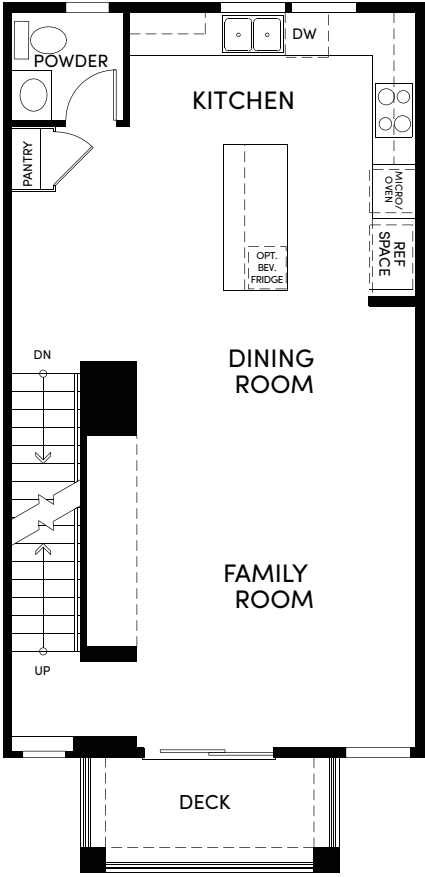 DW
POWDER
KITCHEN
PANTRY
MICRO/
OVEN
REF
SPACE
OPT.
BEV.
FRIDGE
DN
DINING
ROOM
FAMILY
ROOM
UP
DECK